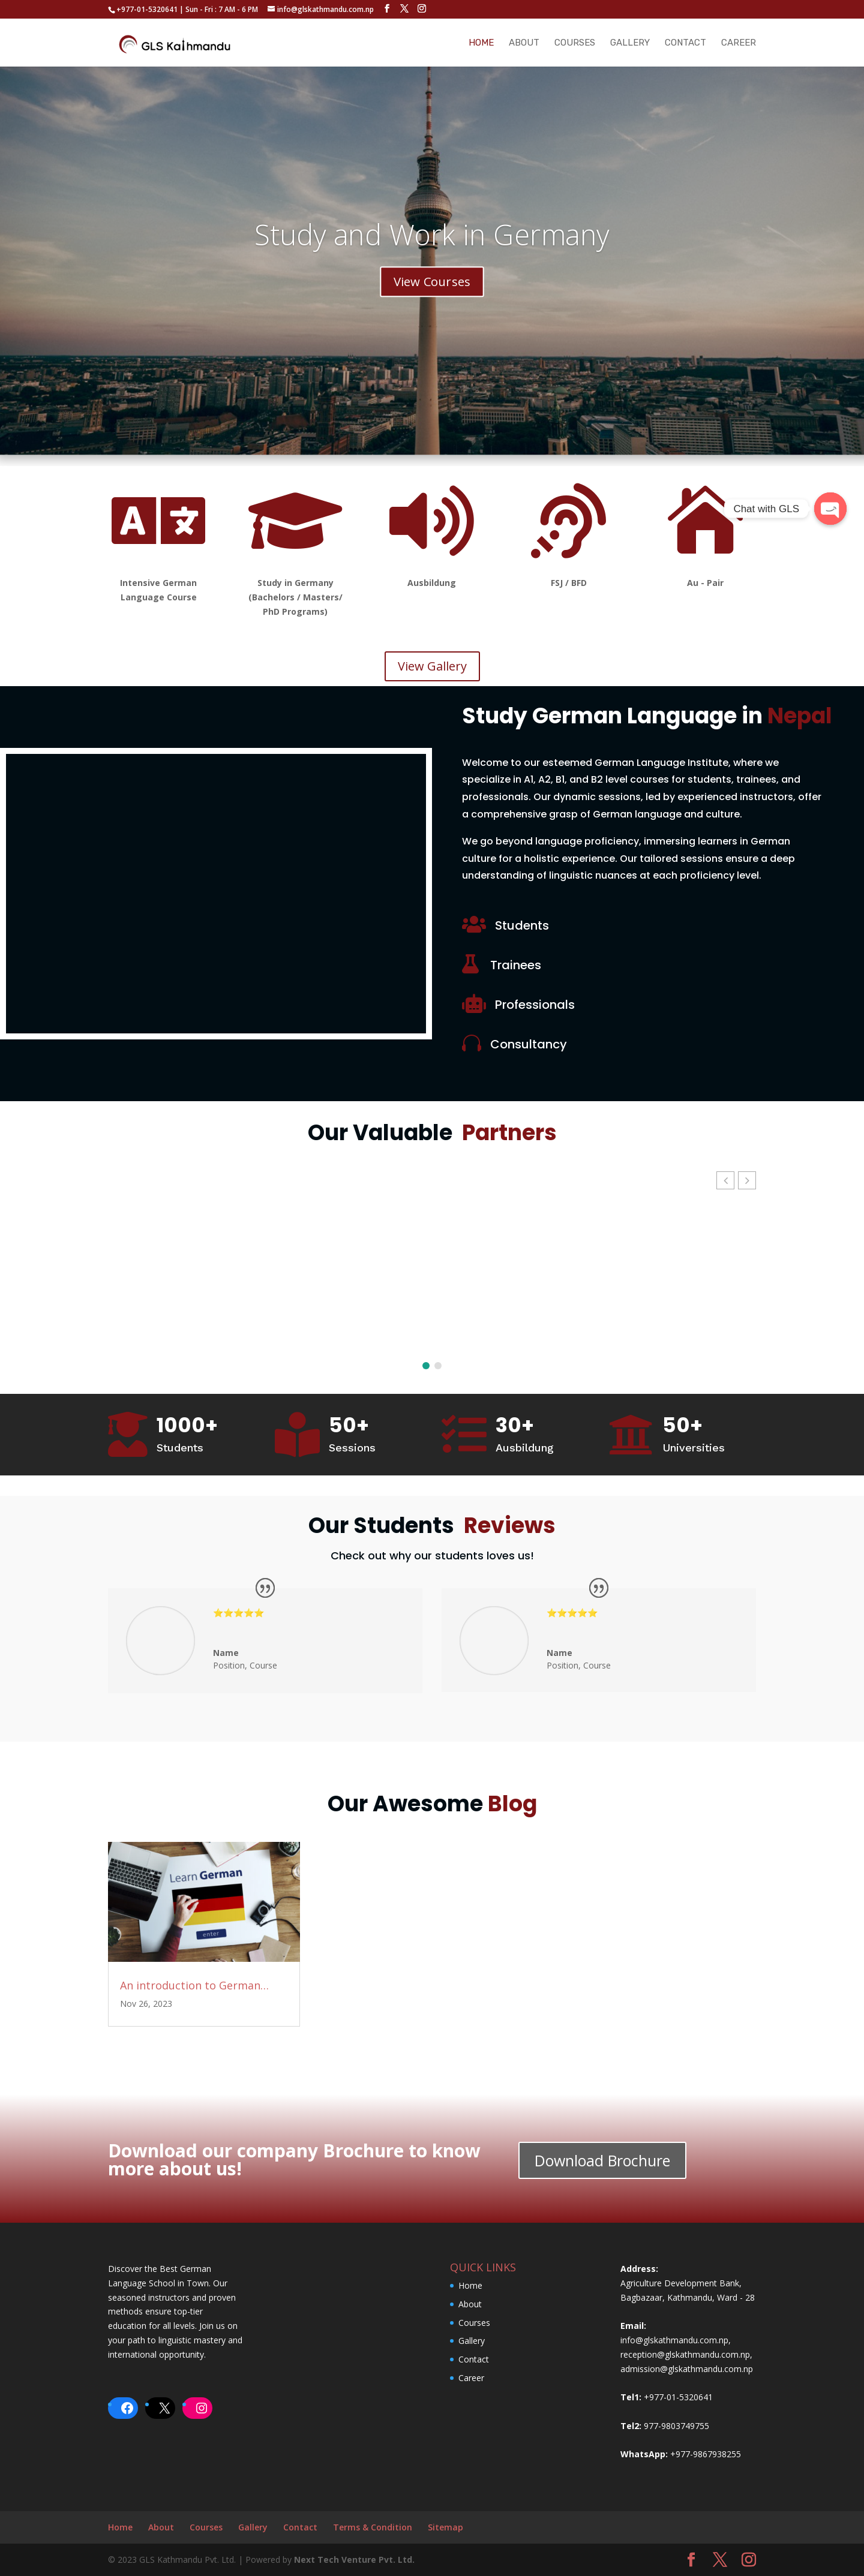 +977-01-5320641 | Sun - Fri : 7 AM - 6 PM info@glskathmandu.com.np
GLS Kathmandu
HOME ABOUT COURSES GALLERY CONTACT CAREER
Study and Work in Germany
View Courses
Chat with GLS
A 文
Intensive German
Language Course
Study in Germany
(Bachelors / Masters/
PhD Programs)
Ausbildung
FSJ / BFD
Au - Pair
View Gallery
Study German Language in Nepal
Welcome to our esteemed German Language Institute, where we
specialize in A1, A2, B1, and B2 level courses for students, trainees, and
professionals. Our dynamic sessions, led by experienced instructors, offer
a comprehensive grasp of German language and culture.
We go beyond language proficiency, immersing learners in German
culture for a holistic experience. Our tailored sessions ensure a deep
understanding of linguistic nuances at each proficiency level.
Students
Trainees
Professionals
Consultancy
Our Valuable Partners
1000+
Students
50+
Sessions
30+
Ausbildung
50+
Universities
Our Students Reviews
Check out why our students loves us!
Name
Position, Course
Name
Position, Course
Our Awesome Blog
Learn German
enter
An introduction to German...
Nov 26, 2023
Download our company Brochure to know
more about us!
Download Brochure
Discover the Best German
Language School in Town. Our
seasoned instructors and proven
methods ensure top-tier
education for all levels. Join us on
your path to linguistic mastery and
international opportunity.
QUICK LINKS
Home
About
Courses
Gallery
Contact
Career
Address:
Agriculture Development Bank,
Bagbazaar, Kathmandu, Ward - 28
Email:
info@glskathmandu.com.np,
reception@glskathmandu.com.np,
admission@glskathmandu.com.np
Tel1: +977-01-5320641
Tel2: 977-9803749755
WhatsApp: +977-9867938255
Home About Courses Gallery Contact Terms & Condition Sitemap
© 2023 GLS Kathmandu Pvt. Ltd. | Powered by Next Tech Venture Pvt. Ltd.